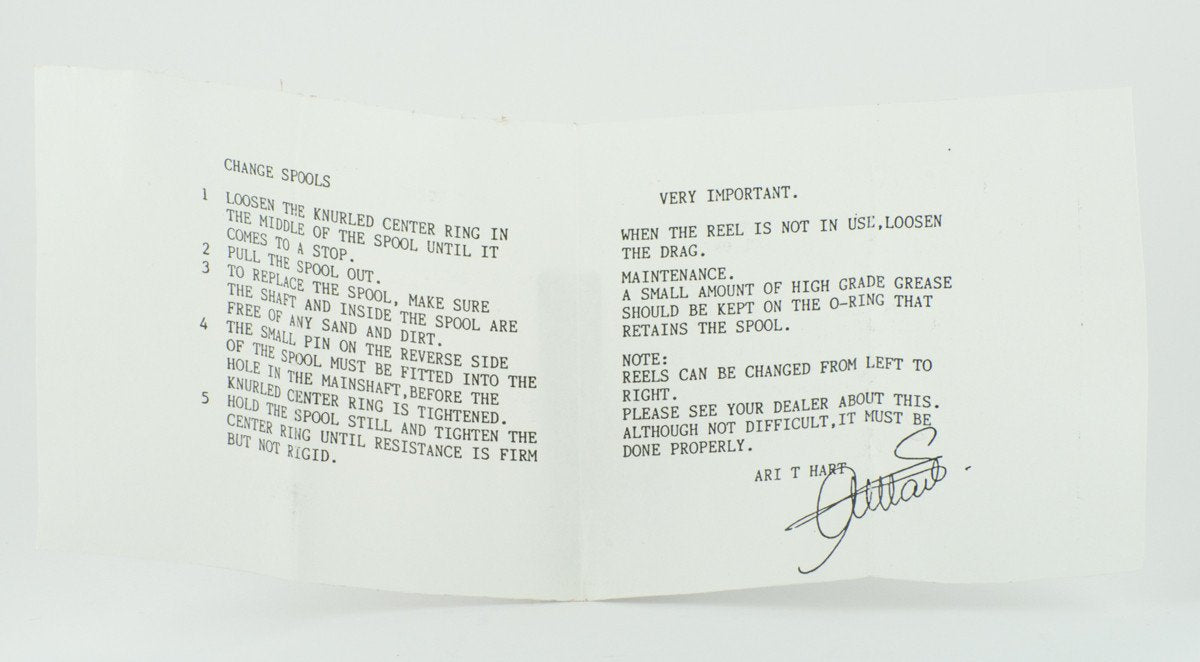 CHANGE SPOOLS
1 LOOSEN THE KNURLED CENTER RING IN
THE MIDDLE OF THE SPOOL UNTIL IT
COMES TO A STOP.
2 PULL THE SPOOL OUT.
3 TO REPLACE THE SPOOL, MAKE SURE
THE SHAFT AND INSIDE THE SPOOL ARE
FREE OF ANY SAND AND DIRT.
4 THE SMALL PIN ON THE REVERSE SIDE
OF THE SPOOL MUST BE FITTED INTO THE
HOLE IN THE MAINSHAFT,BEFORE THE
KNURLED CENTER RING IS TIGHTENED.
5 HOLD THE SPOOL STILL AND TIGHTEN THE
CENTER RING UNTIL RESISTANCE IS FIRM
BUT NOT RIGID.
VERY IMPORTANT.
WHEN THE REEL IS NOT IN USE,LOOSEN
THE DRAG.
MAINTENANCE.
A SMALL AMOUNT OF HIGH GRADE GREASE
SHOULD BE KEPT ON THE O-RING THAT
RETAINS THE SPOOL.
NOTE:
REELS CAN BE CHANGED FROM LEFT TO
RIGHT.
PLEASE SEE YOUR DEALER ABOUT THIS.
ALTHOUGH NOT DIFFICULT,IT MUST BE
DONE PROPERLY.
ARI T HART